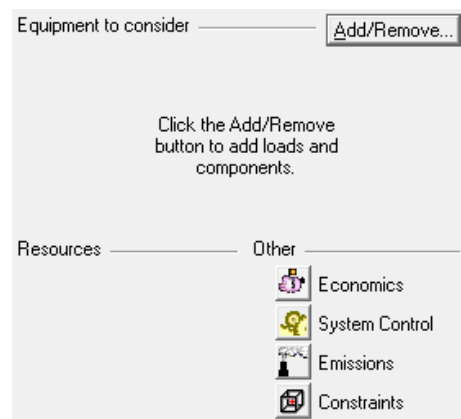 Equipment to consider
Add/Remove...
Click the Add/Remove
button to add loads and
components.
Resources
Other
Economics
System Control
Emissions
Constraints